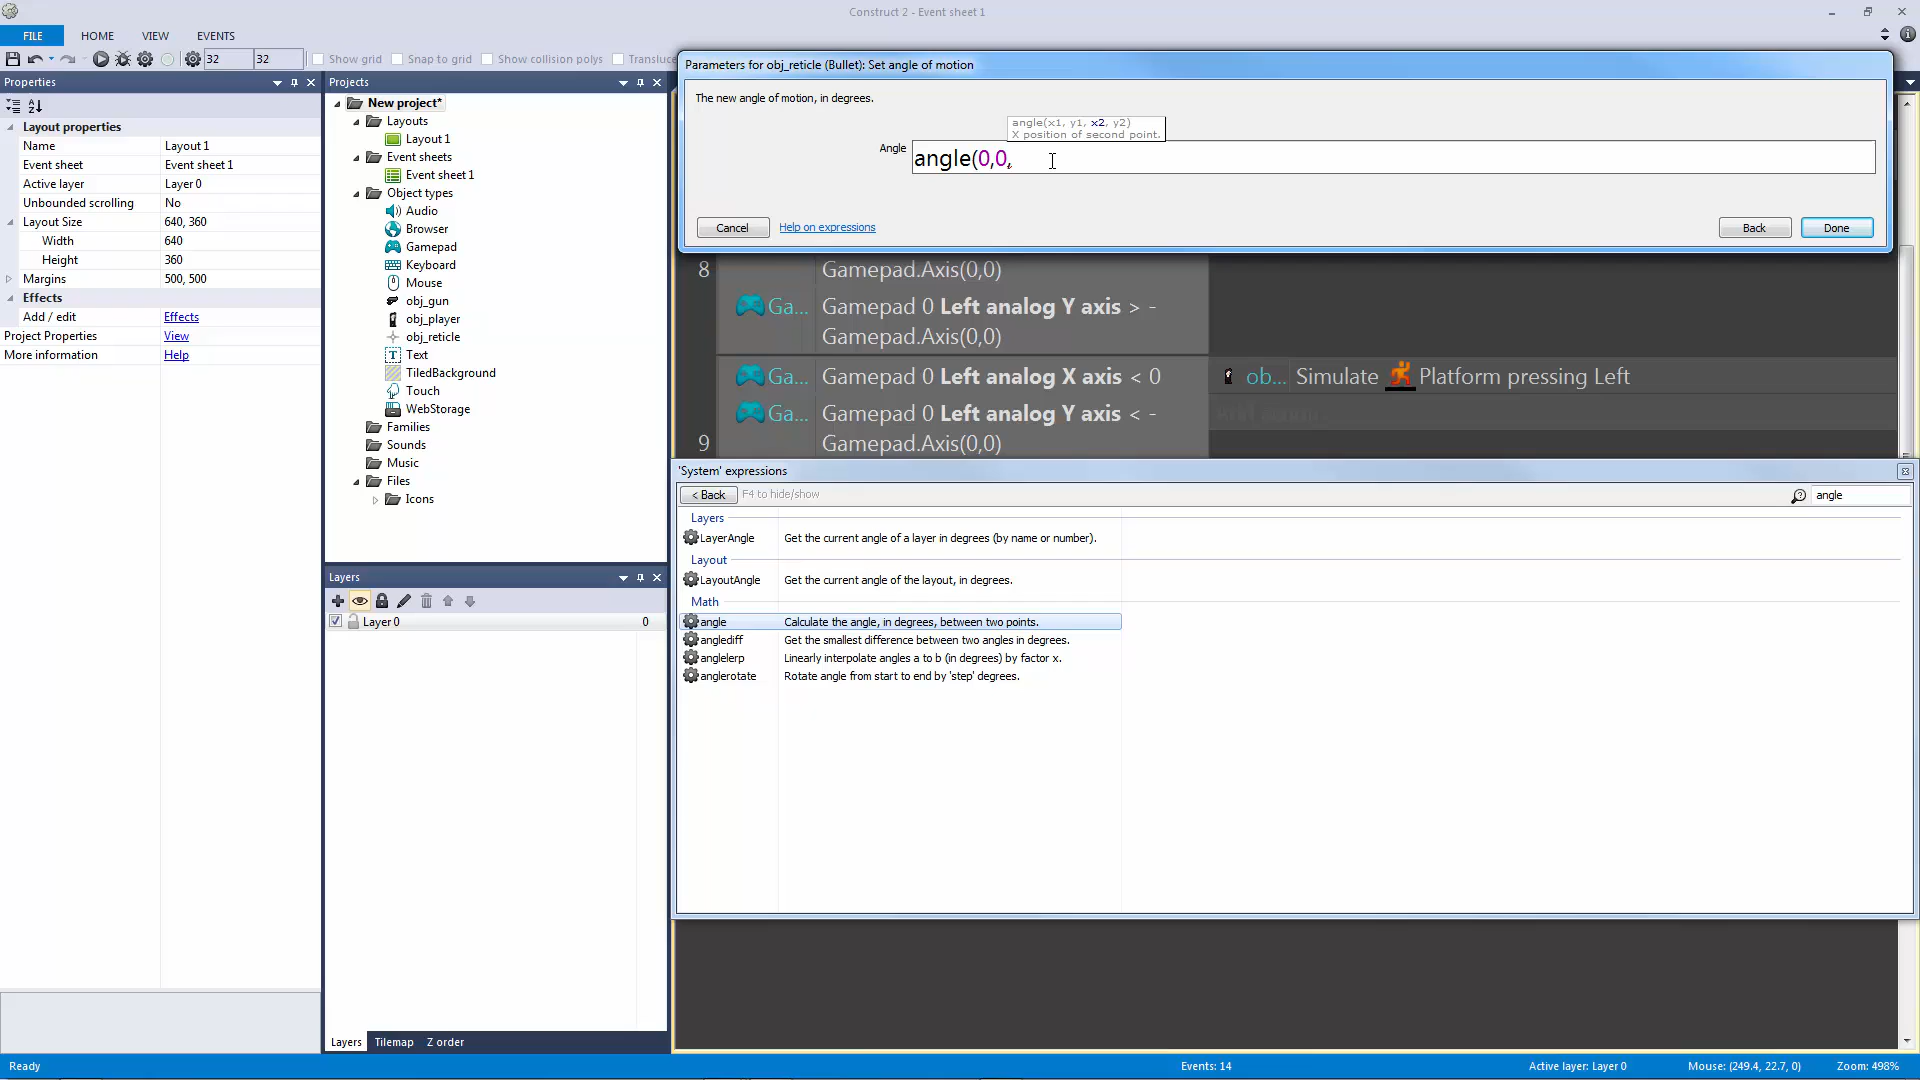 Construct 2 - Event sheet 1
FILE
HOME
VIEW
EVENTS
32
32
Show grid
Snap to grid
Show collision polys
Properties
Layout properties
Name
Layout 1
Event sheet
Event sheet 1
Active layer
Layer 0
Unbounded scrolling
No
Layout Size
640, 360
Width
640
Height
360
Margins
500, 500
Effects
Add / edit
Effects
Project Properties
View
More information
Help
Projects
New project*
Layouts
Layout 1
Event sheets
Event sheet 1
Object types
Audio
Browser
Gamepad
Keyboard
Mouse
obj_gun
obj_player
obj_reticle
Text
TiledBackground
Touch
WebStorage
Families
Sounds
Music
Files
Icons
Layers
Layer 0
0
Layers
Tilemap
Z order
Parameters for obj_reticle (Bullet): Set angle of motion
The new angle of motion, in degrees.
angle(x1, y1, x2, y2)
X position of second point.
Angle
angle(0,0,
Cancel
Help on expressions
Back
Done
8
Gamepad.Axis(0,0)
Ga...
Gamepad 0 Left analog Y axis > -
Gamepad.Axis(0,0)
Ga...
Gamepad 0 Left analog X axis < 0
ob...
Simulate Platform pressing Left
Ga...
Gamepad 0 Left analog Y axis < -
9
Gamepad.Axis(0,0)
'System' expressions
< Back
F4 to hide/show
angle
Layers
LayerAngle
Get the current angle of a layer in degrees (by name or number).
Layout
LayoutAngle
Get the current angle of the layout, in degrees.
Math
angle
Calculate the angle, in degrees, between two points.
anglediff
Get the smallest difference between two angles in degrees.
anglelerp
Linearly interpolate angles a to b (in degrees) by factor x.
anglerotate
Rotate angle from start to end by 'step' degrees.
Ready
Events: 14
Active layer: Layer 0
Mouse: (249.4, 22.7, 0)
Zoom: 498%